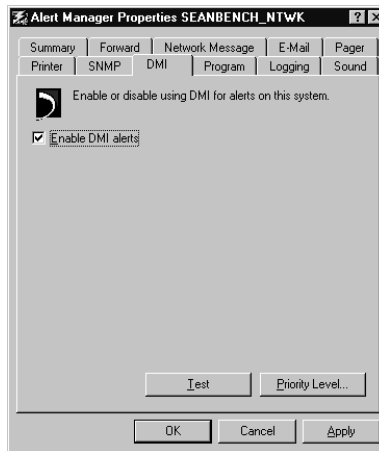 Alert Manager Properties SEANBENCH_NTWK
Summary Forward Network Message E-Mail Pager
Printer SNMP DMI Program Logging Sound
Enable or disable using DMI for alerts on this system.
Enable DMI alerts
Test Priority Level...
OK Cancel Apply